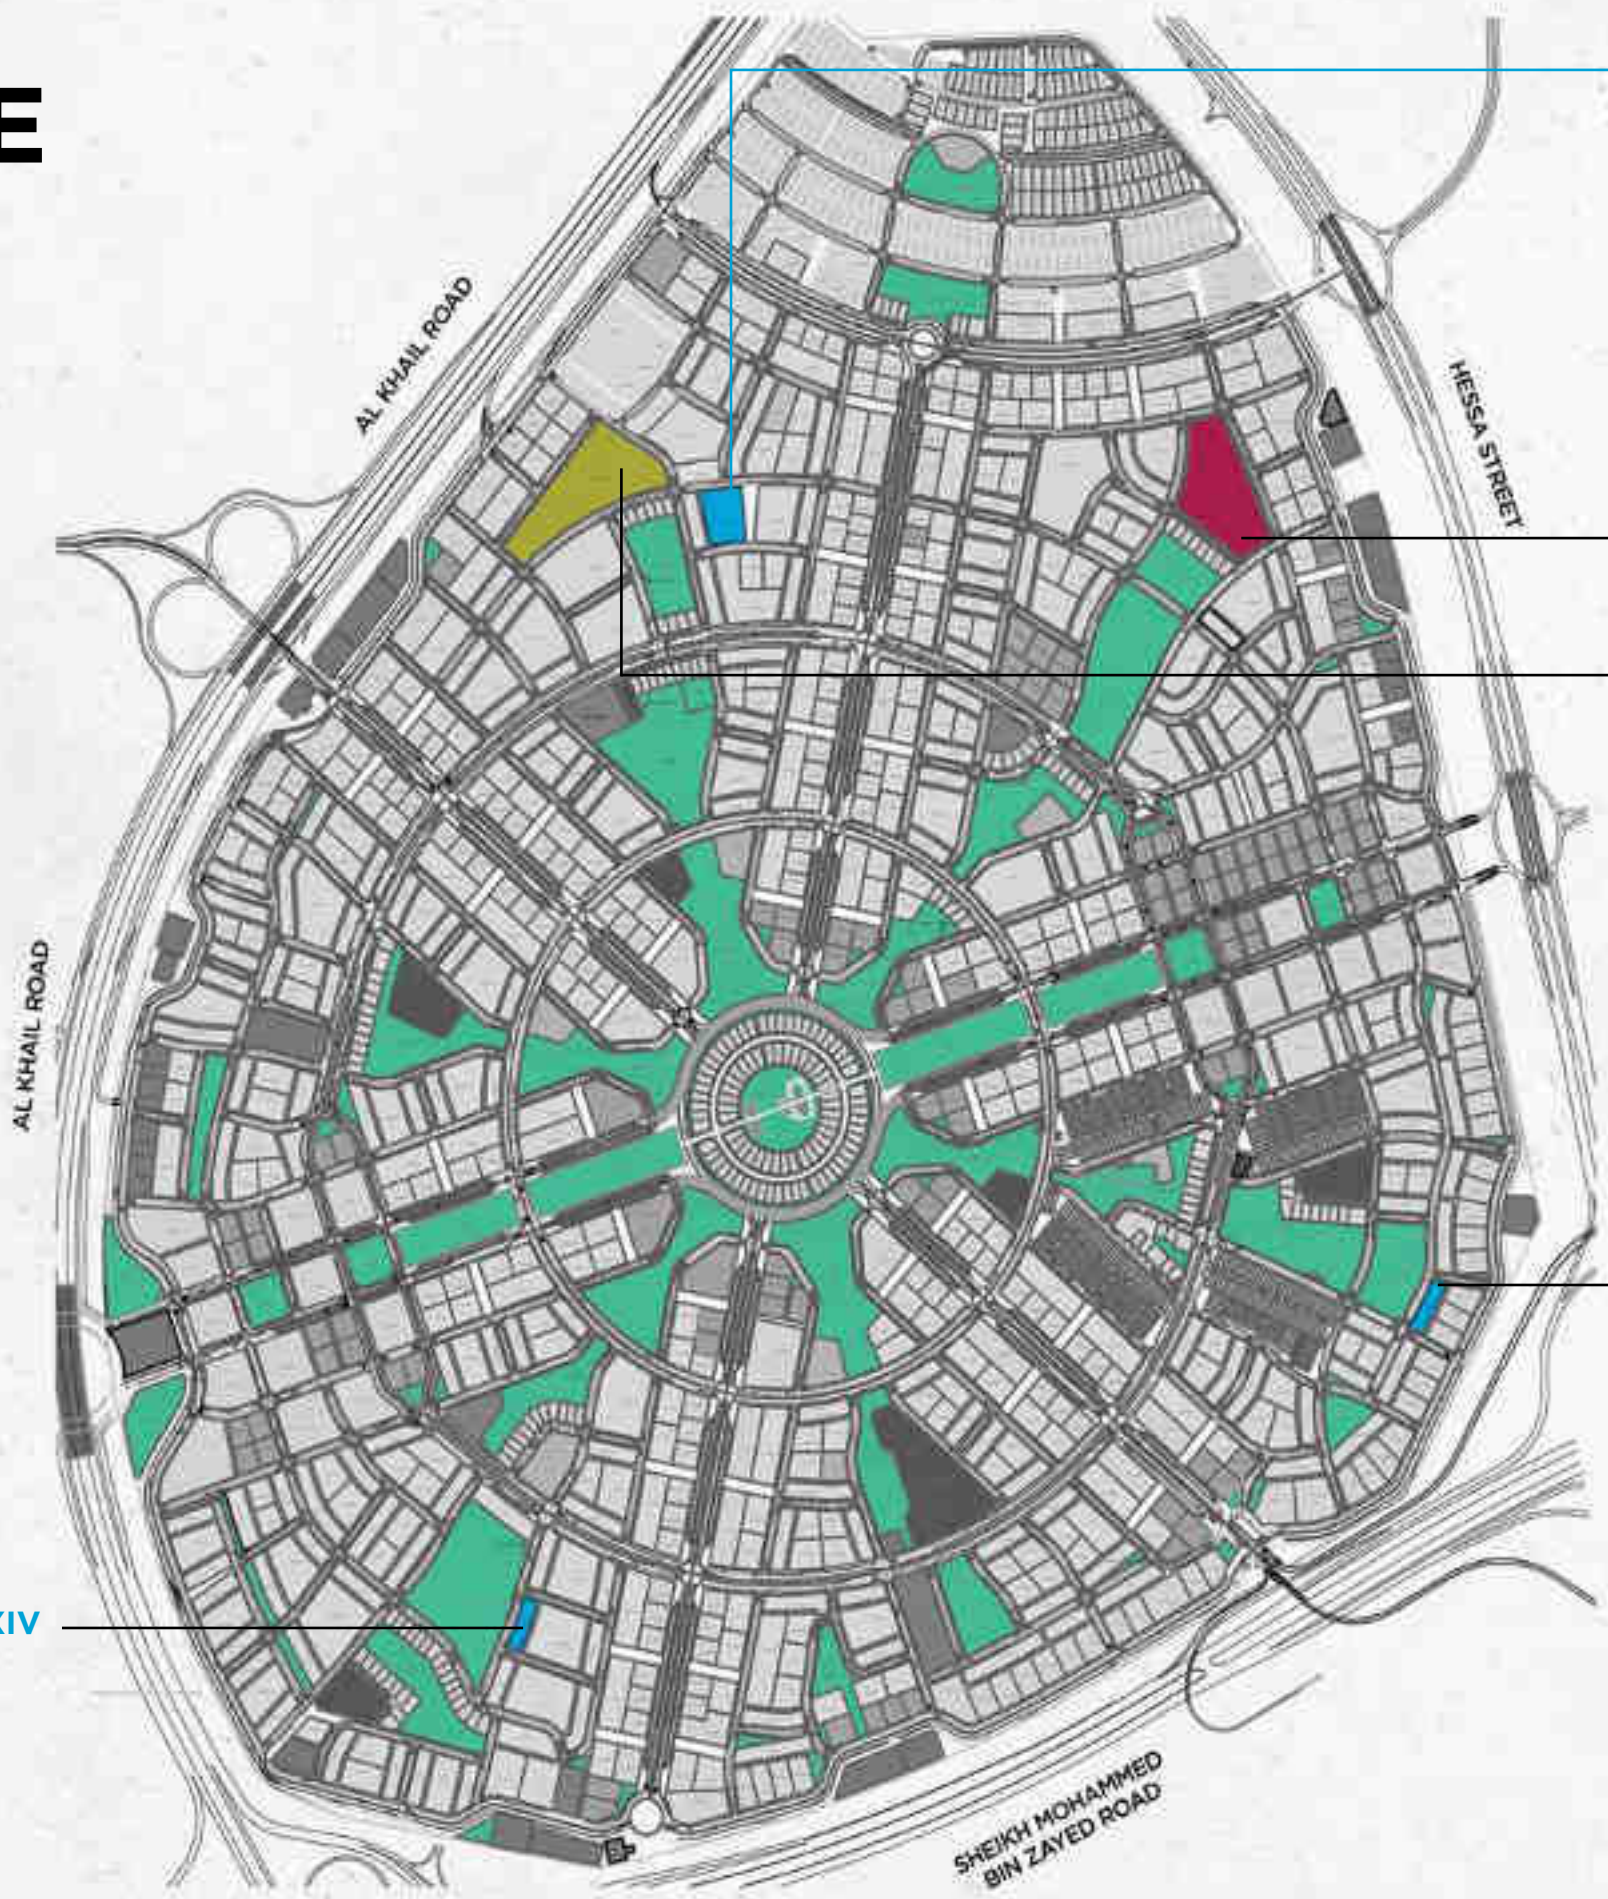 E
AL KHAIL ROAD
HESSA STREET
AL KHAIL ROAD
XIV
SHEIKH MOHAMMED
BIN ZAYED ROAD